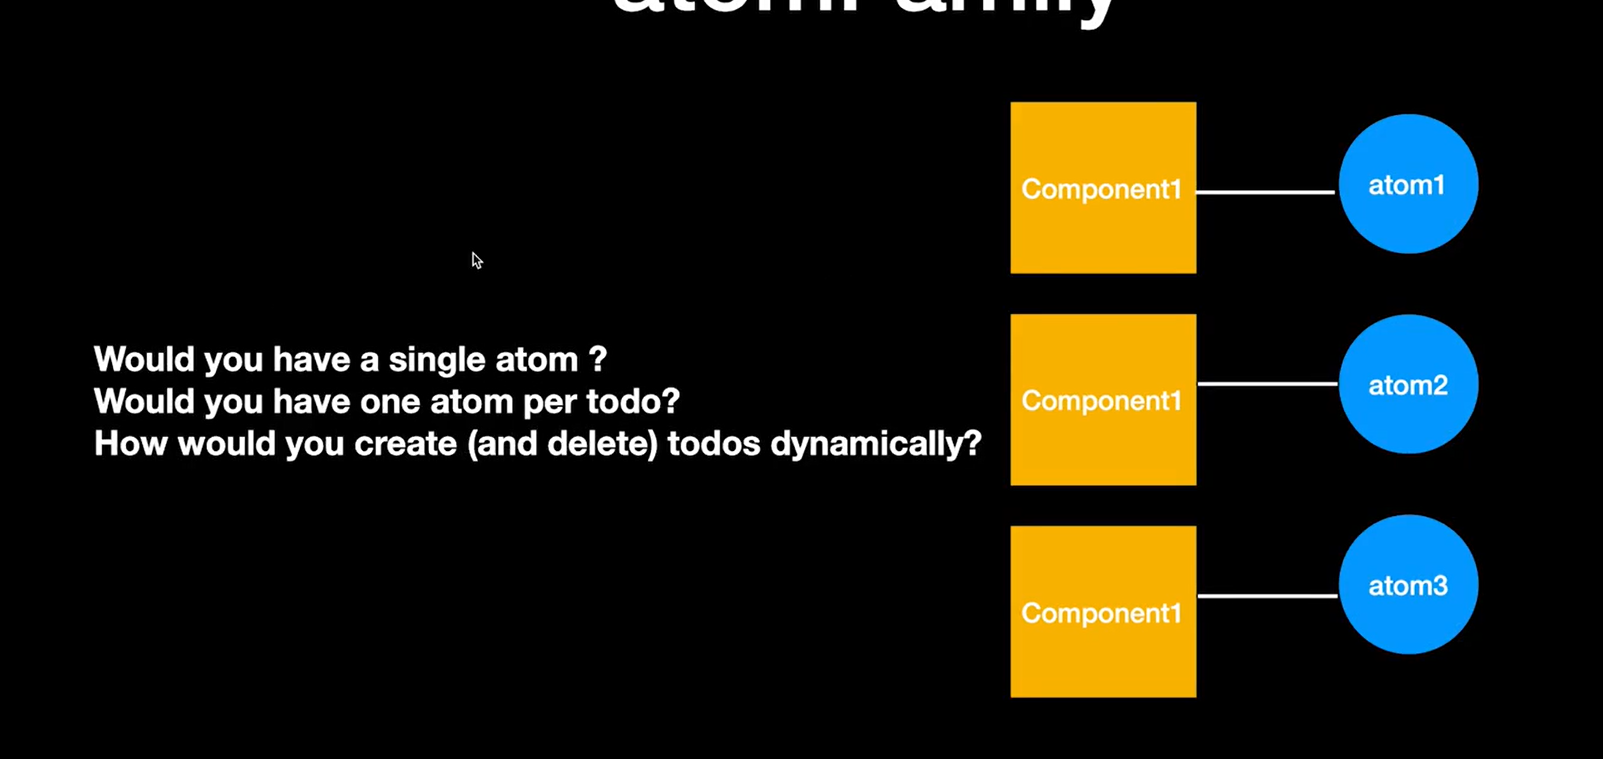 atomFamily
Component1
atom1
Would you have a single atom ?
Would you have one atom per todo?
How would you create (and delete) todos dynamically?
Component1
atom2
Component1
atom3